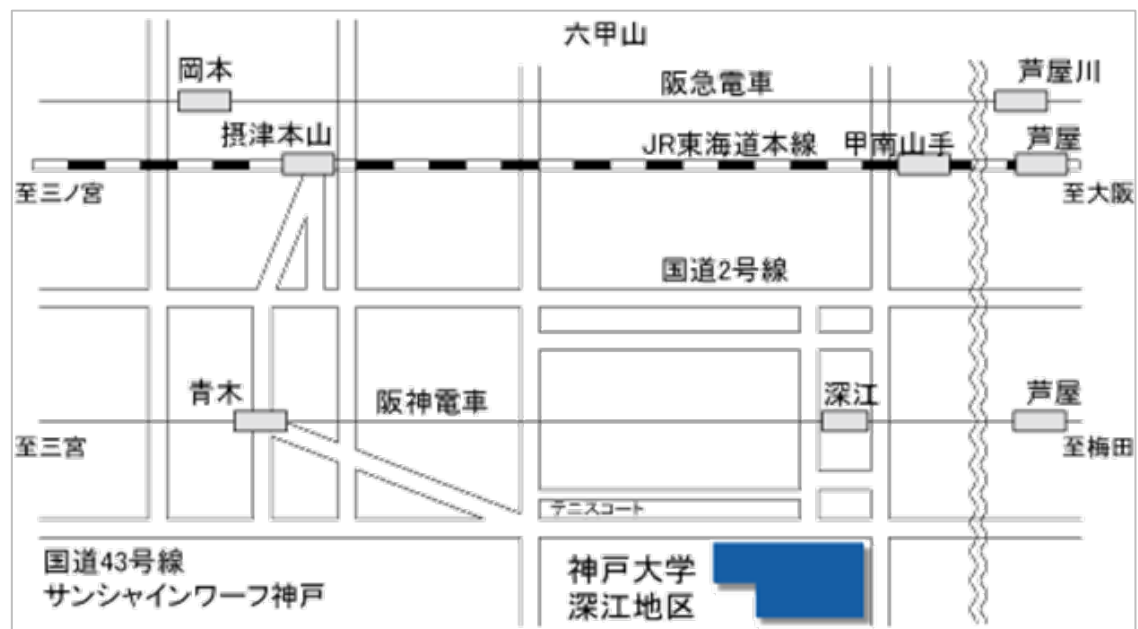 六甲山
岡本
阪急電車
芦屋川
摂津本山
JR東海道本線
甲南山手
芦屋
至三ノ宮
至大阪
国道2号線
青木
阪神電車
深江
芦屋
至三宮
至梅田
テニスコート
国道43号線
サンシャインワーフ神戸
神戸大学
深江地区